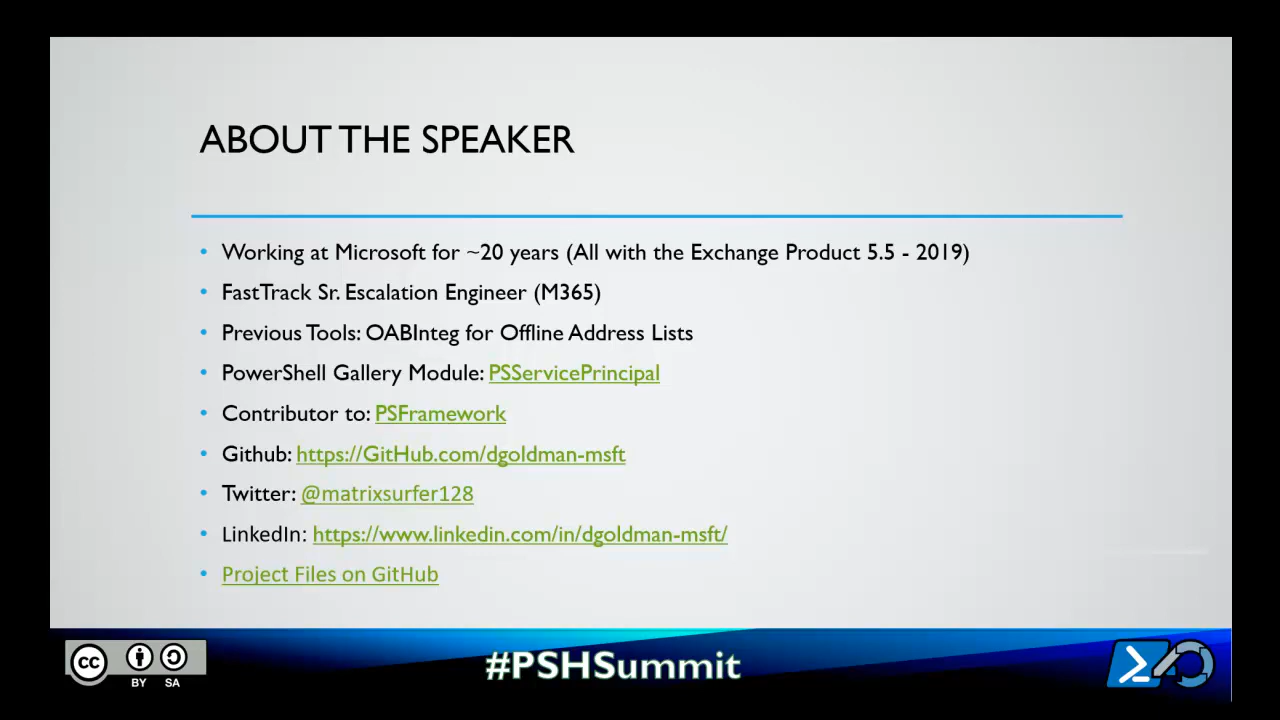 ABOUT THE SPEAKER
• Working at Microsoft for ~20 years (All with the Exchange Product 5.5 - 2019)
• FastTrack Sr. Escalation Engineer (M365)
• Previous Tools: OABInteg for Offline Address Lists
• PowerShell Gallery Module: PSServicePrincipal
• Contributor to: PSFramework
• Github: https://GitHub.com/dgoldman-msft
• Twitter: @matrixsurfer128
• LinkedIn: https://www.linkedin.com/in/dgoldman-msft/
• Project Files on GitHub
cc
BY SA
#PSHSummit